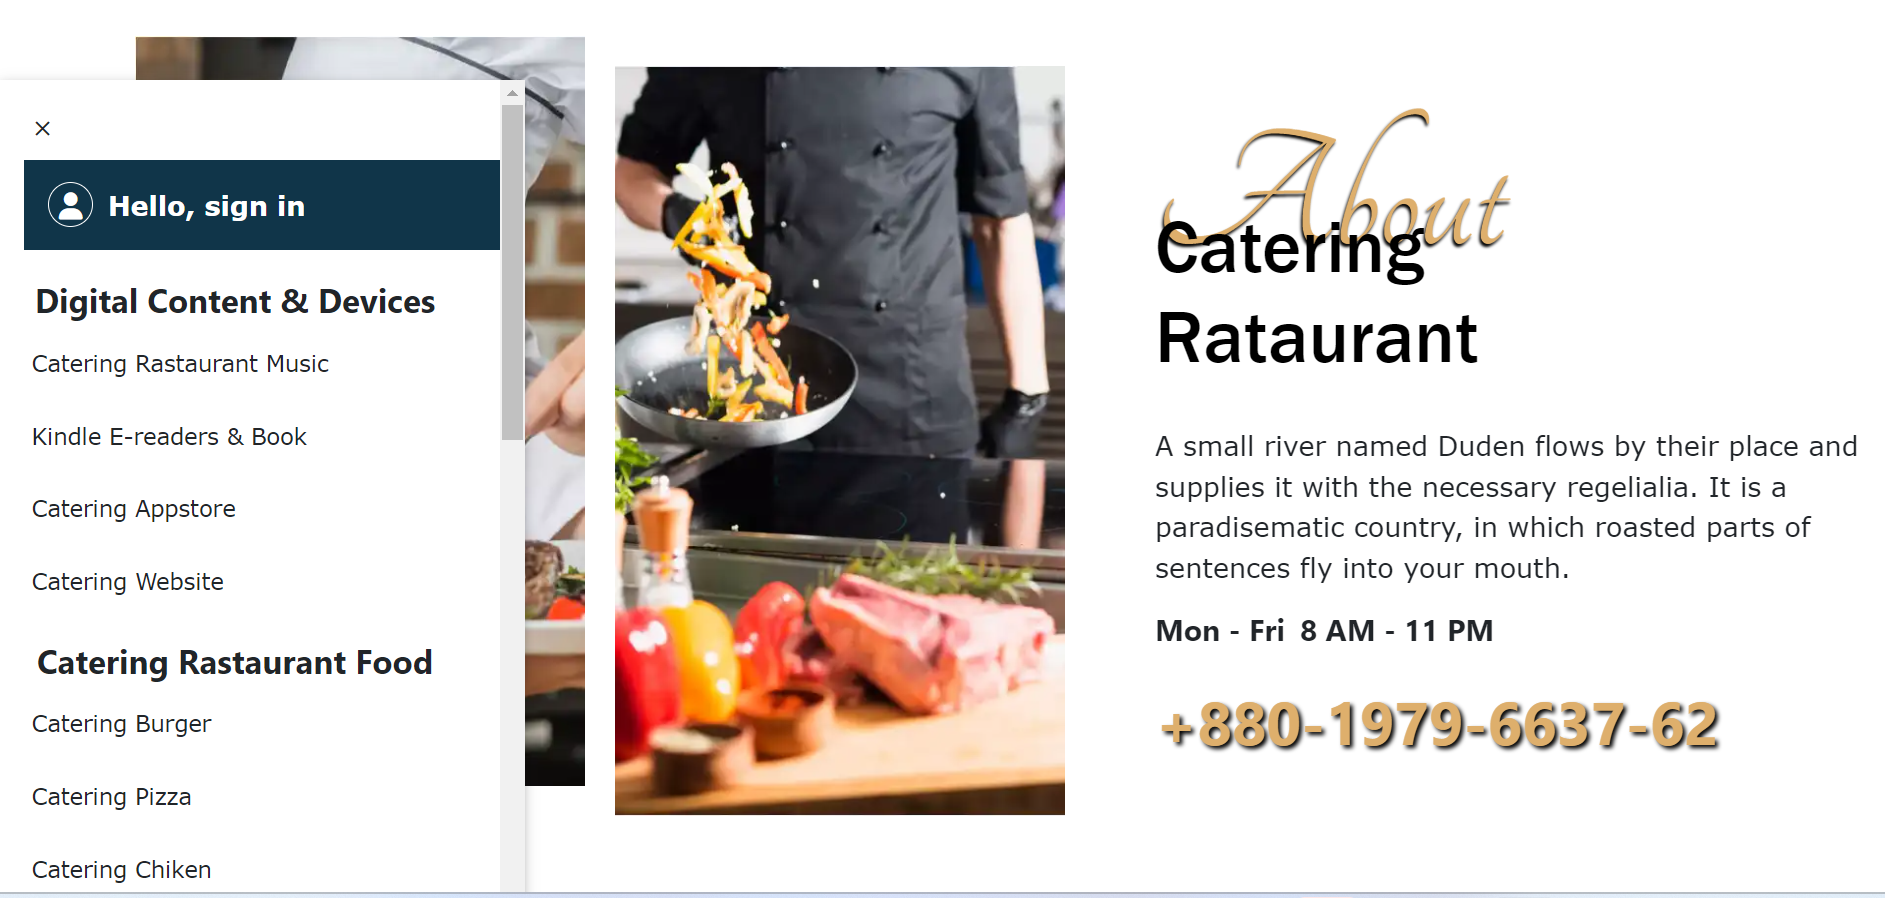 Hello, sign in
Digital Content & Devices
Catering Rastaurant Music
Kindle E-readers & Book
Catering Appstore
Catering Website
Catering Rastaurant Food
Catering Burger
Catering Pizza
Catering Chiken
About
Catering
Rataurant
A small river named Duden flows by their place and
supplies it with the necessary regelialia. It is a
paradisematic country, in which roasted parts of
sentences fly into your mouth.
Mon - Fri 8 AM - 11 PM
+880-1979-6637-62